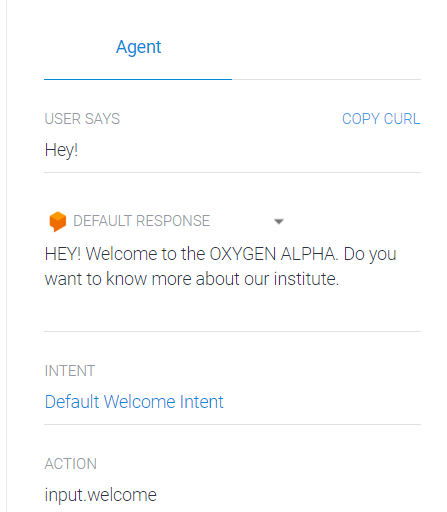 Agent
USER SAYS COPY CURL
Hey!
DEFAULT RESPONSE
HEY! Welcome to the OXYGEN ALPHA. Do you
want to know more about our institute.
INTENT
Default Welcome Intent
ACTION
input.welcome